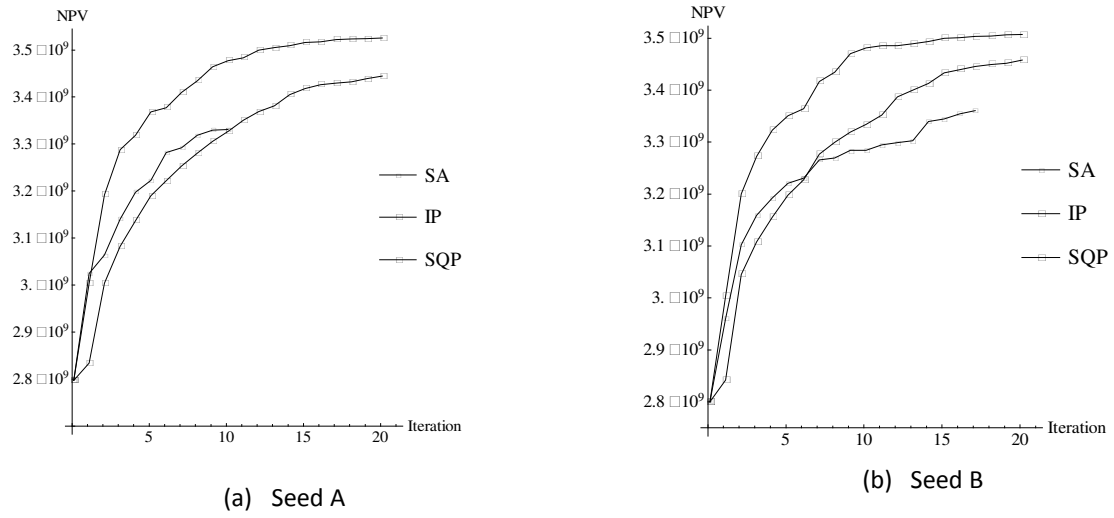 NPV
3.5 □10⁹
3.4 □10⁹
3.3 □10⁹
3.2 □10⁹
3.1 □10⁹
3. □10⁹
2.9 □10⁹
2.8 □10⁹
5 10 15 20 Iteration
SA
IP
SQP
(a) Seed A
NPV
3.5 □10⁹
3.4 □10⁹
3.3 □10⁹
3.2 □10⁹
3.1 □10⁹
3. □10⁹
2.9 □10⁹
2.8 □10⁹
5 10 15 20 Iteration
SA
IP
SQP
(b) Seed B